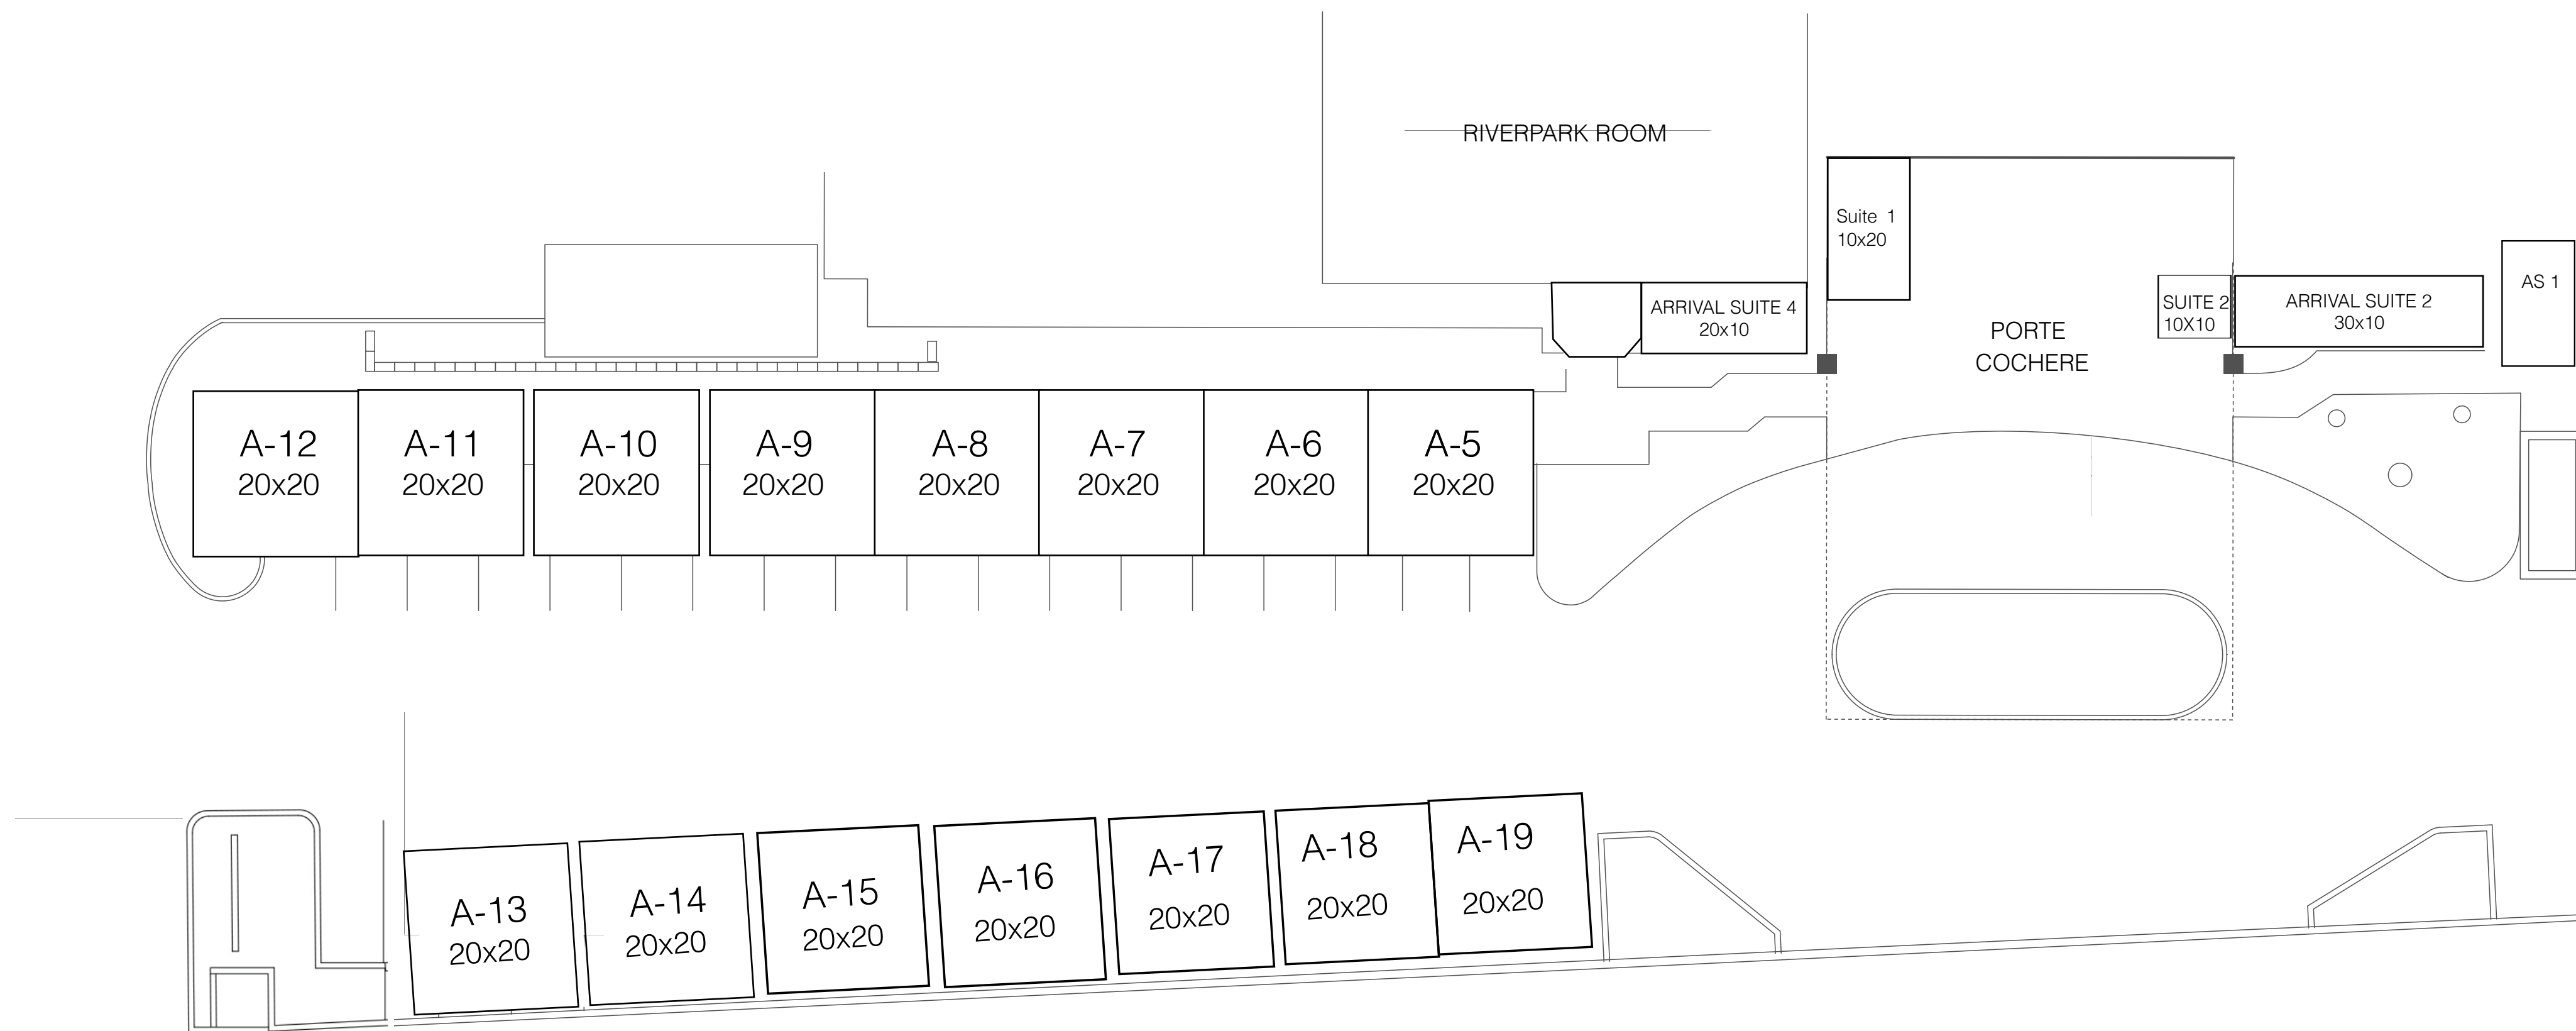 RIVERPARK ROOM
Suite 1
10x20
ARRIVAL SUITE 4
20x10
PORTE
COCHERE
SUITE 2
10X10
ARRIVAL SUITE 2
30x10
AS 1
A-12
20x20
A-11
20x20
A-10
20x20
A-9
20x20
A-8
20x20
A-7
20x20
A-6
20x20
A-5
20x20
A-13
20x20
A-14
20x20
A-15
20x20
A-16
20x20
A-17
20x20
A-18
20x20
A-19
20x20